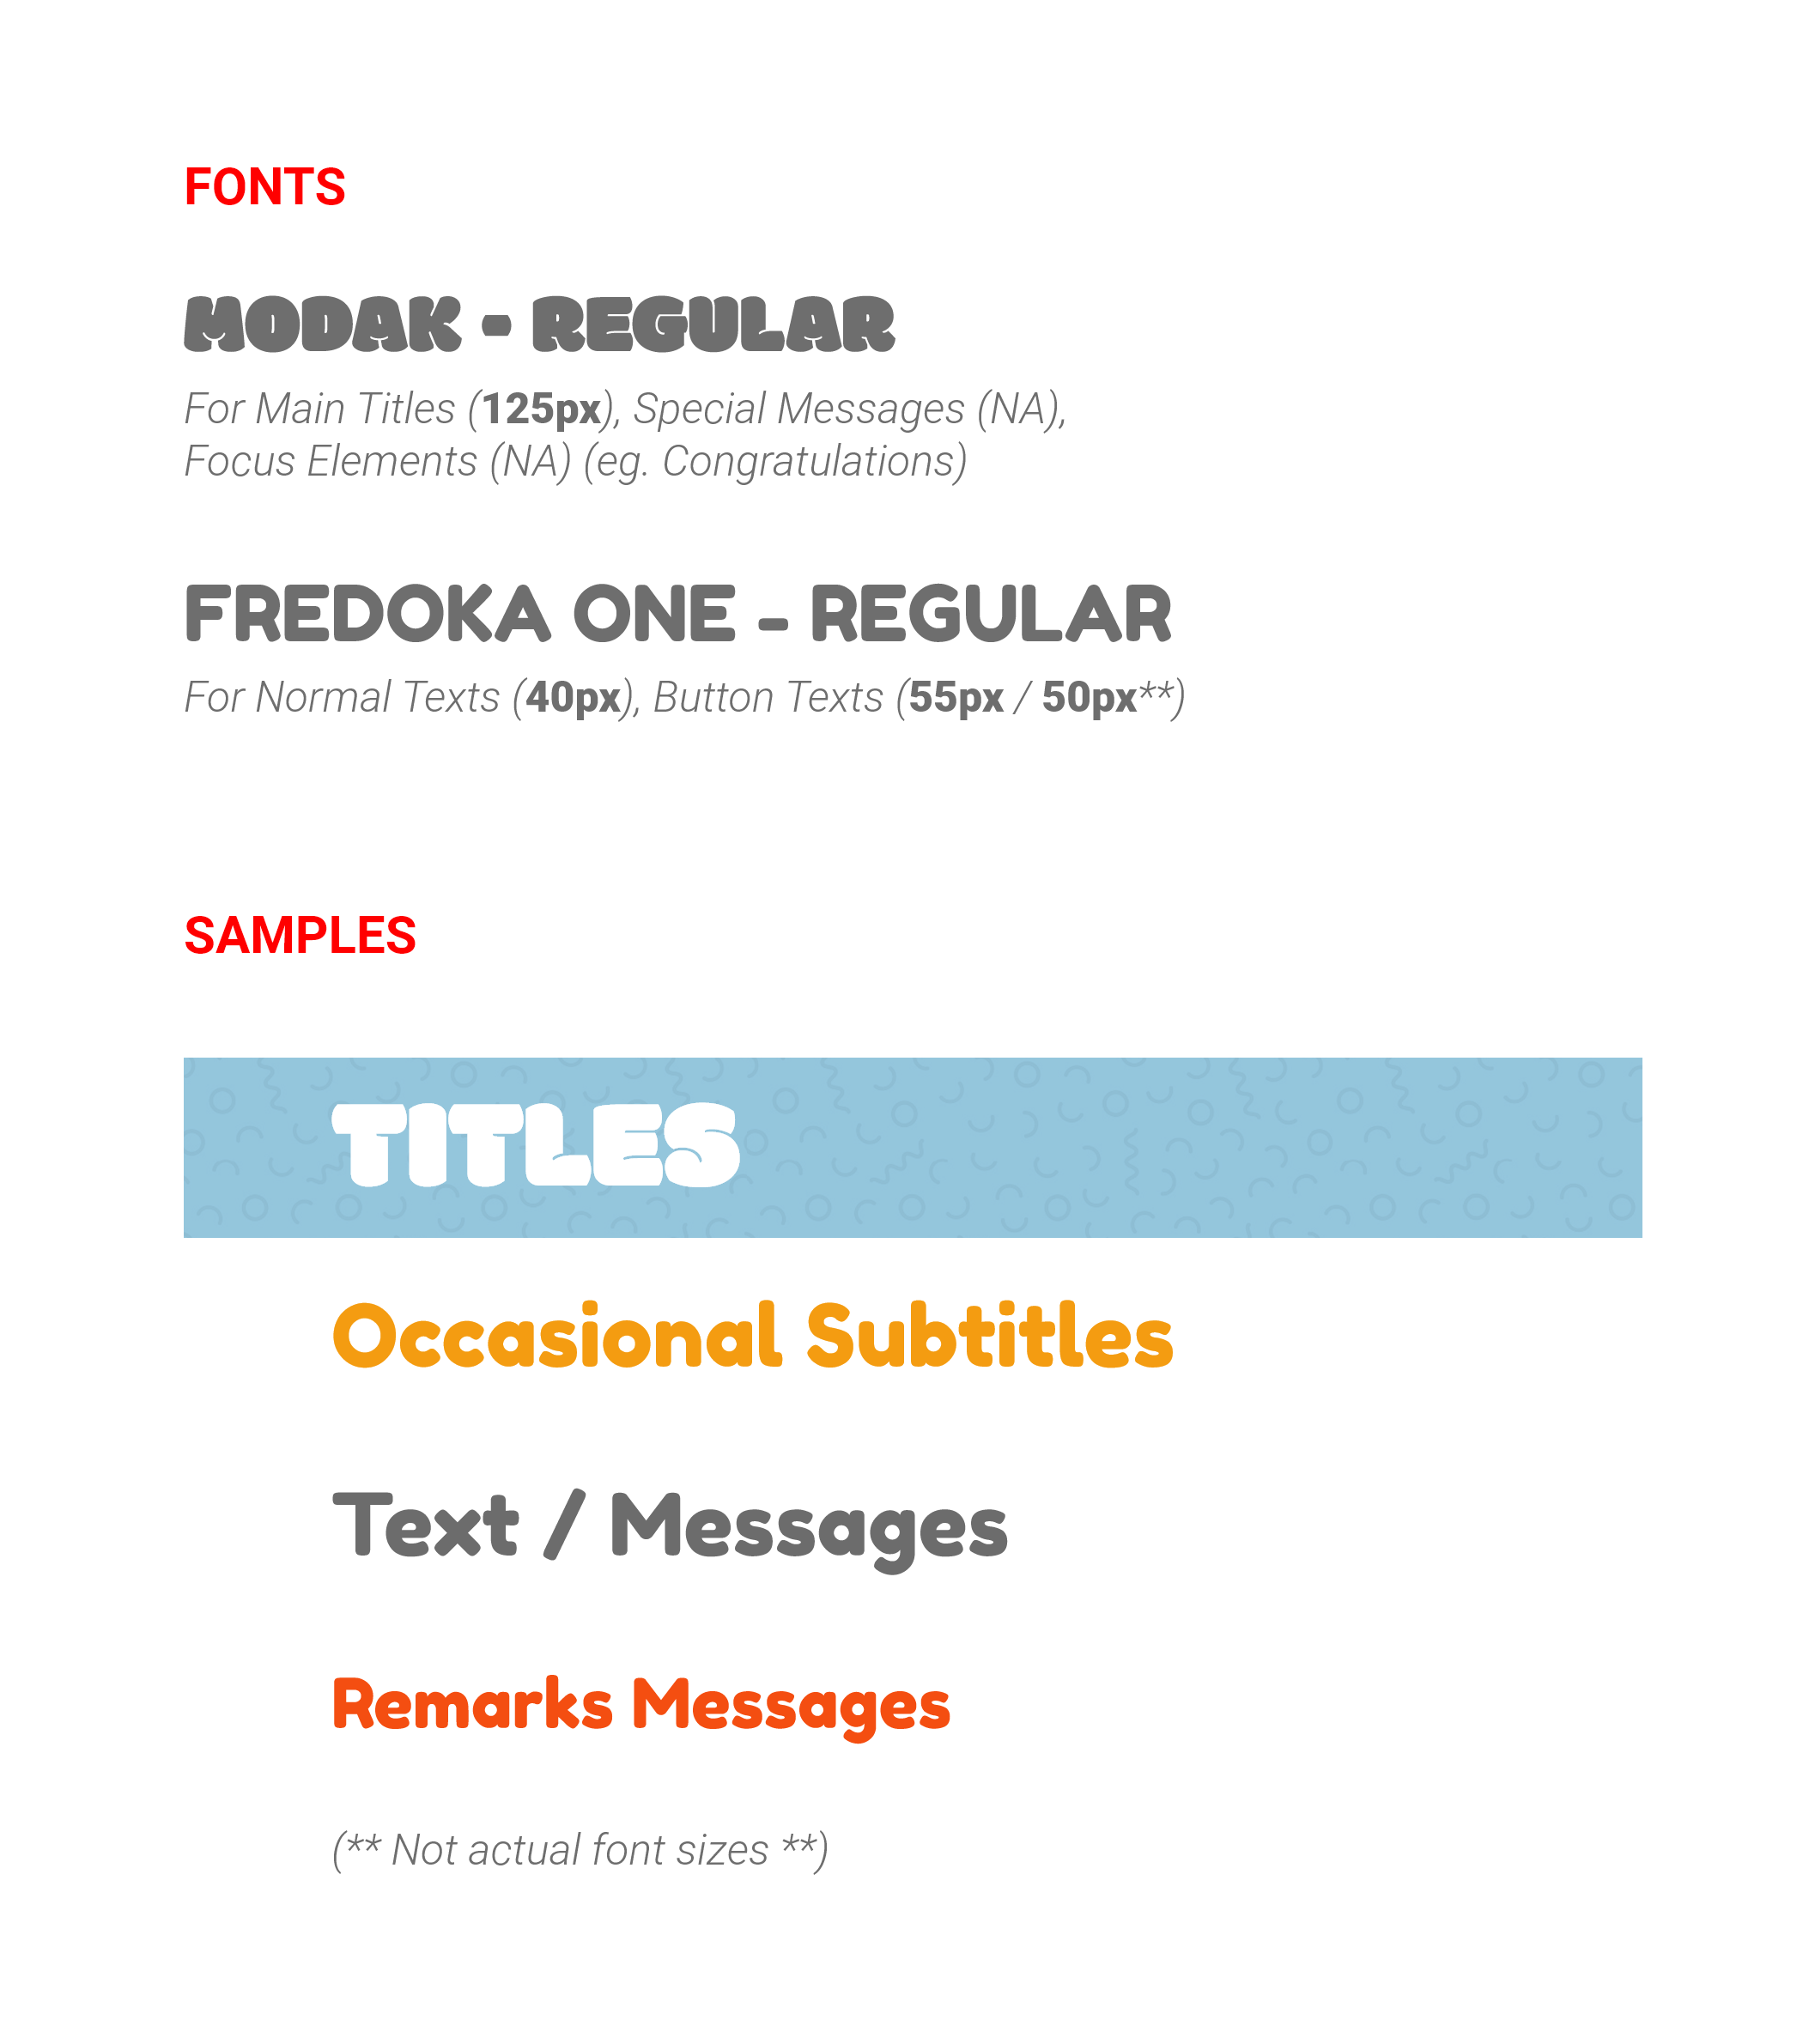 FONTS
MODAK - REGULAR
For Main Titles (125px), Special Messages (NA),
Focus Elements (NA) (eg. Congratulations)
FREDOKA ONE - REGULAR
For Normal Texts (40px), Button Texts (55px / 50px**)
SAMPLES
TITLES
Occasional Subtitles
Text / Messages
Remarks Messages
(** Not actual font sizes **)